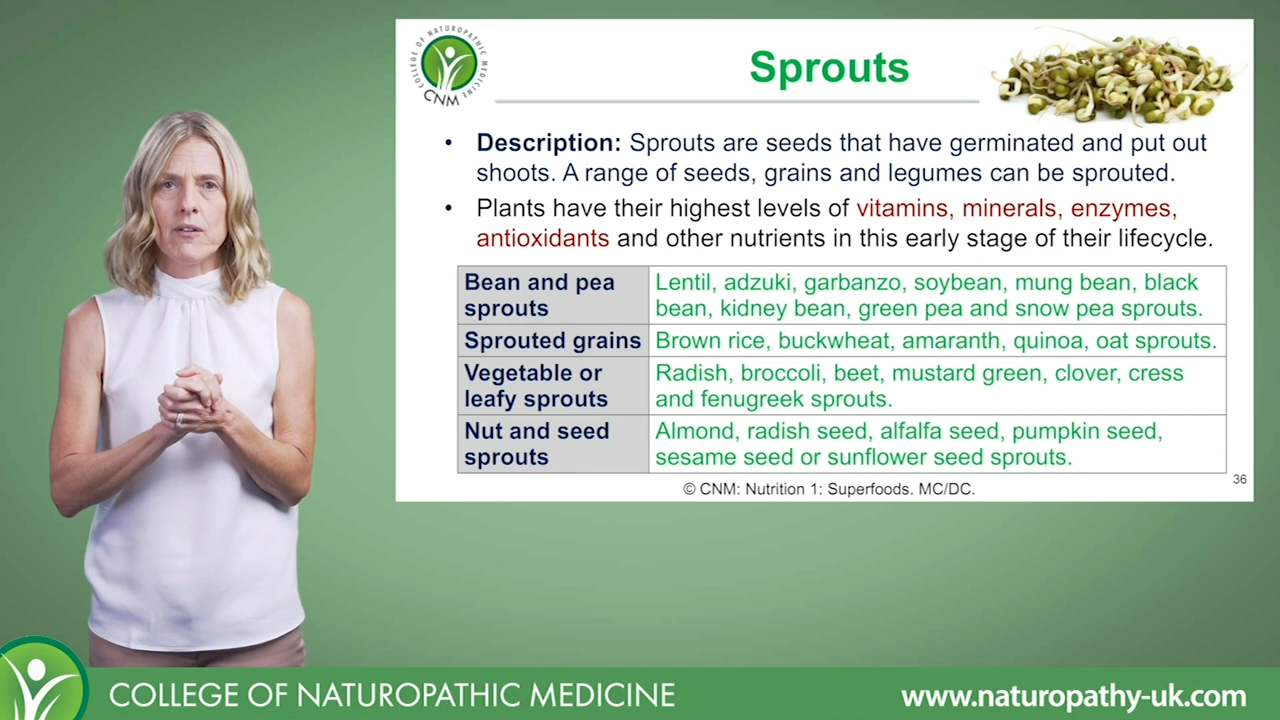 COLLEGE OF NATUROPATHIC MEDICINE
CNM
Sprouts
• Description: Sprouts are seeds that have germinated and put out
shoots. A range of seeds, grains and legumes can be sprouted.
• Plants have their highest levels of vitamins, minerals, enzymes,
antioxidants and other nutrients in this early stage of their lifecycle.
Bean and pea
sprouts
Lentil, adzuki, garbanzo, soybean, mung bean, black
bean, kidney bean, green pea and snow pea sprouts.
Sprouted grains
Brown rice, buckwheat, amaranth, quinoa, oat sprouts.
Vegetable or
leafy sprouts
Radish, broccoli, beet, mustard green, clover, cress
and fenugreek sprouts.
Nut and seed
sprouts
Almond, radish seed, alfalfa seed, pumpkin seed,
sesame seed or sunflower seed sprouts.
© CNM: Nutrition 1: Superfoods. MC/DC.
36
COLLEGE OF NATUROPATHIC MEDICINE
www.naturopathy-uk.com